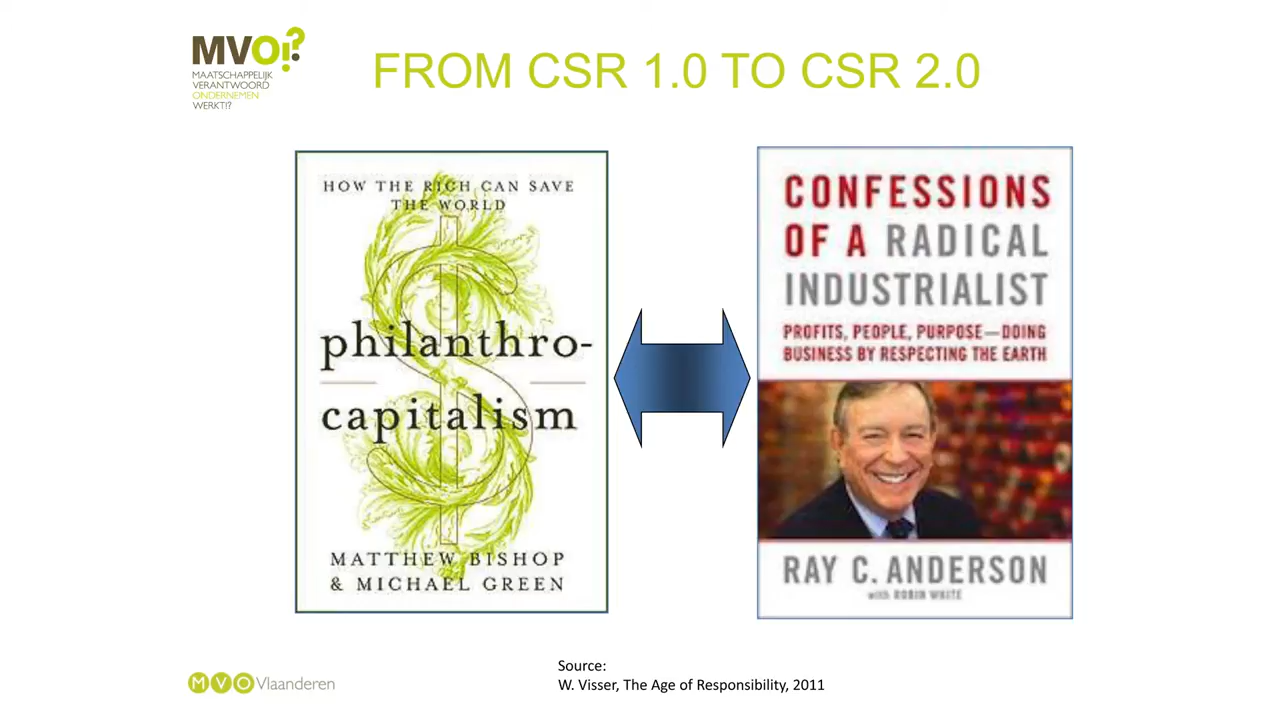 MVO!?
MAATSCHAPPELIJK
VERANTWOORD
ONDERNEMEN
WERKT!?
FROM CSR 1.0 TO CSR 2.0
HOW THE RICH CAN SAVE
THE WORLD
philanthro-
capitalism
MATTHEW BISHOP
& MICHAEL GREEN
CONFESSIONS
OF A RADICAL
INDUSTRIALIST
PROFITS, PEOPLE, PURPOSE—DOING
BUSINESS BY RESPECTING THE EARTH
RAY C. ANDERSON
with ROBIN WHITE
MVO Vlaanderen
Source:
W. Visser, The Age of Responsibility, 2011